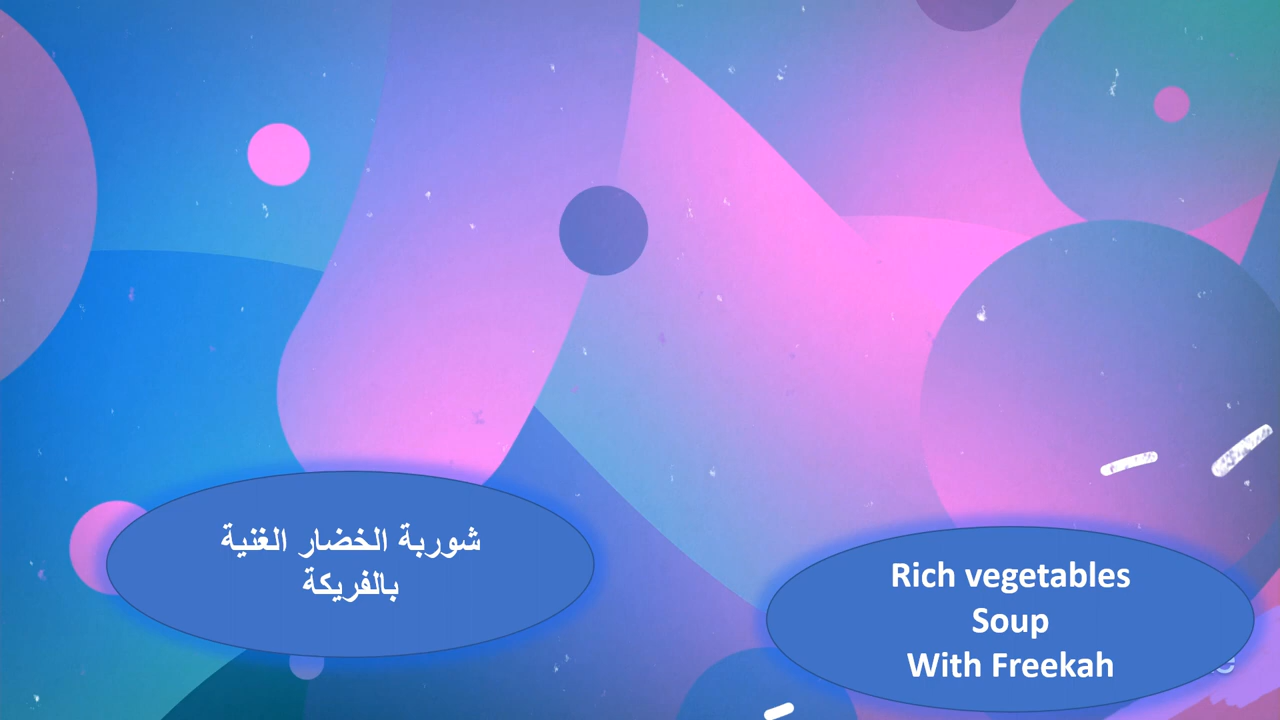 شوربة الخضار الغنية
بالفريكة
Rich vegetables
Soup
With Freekah